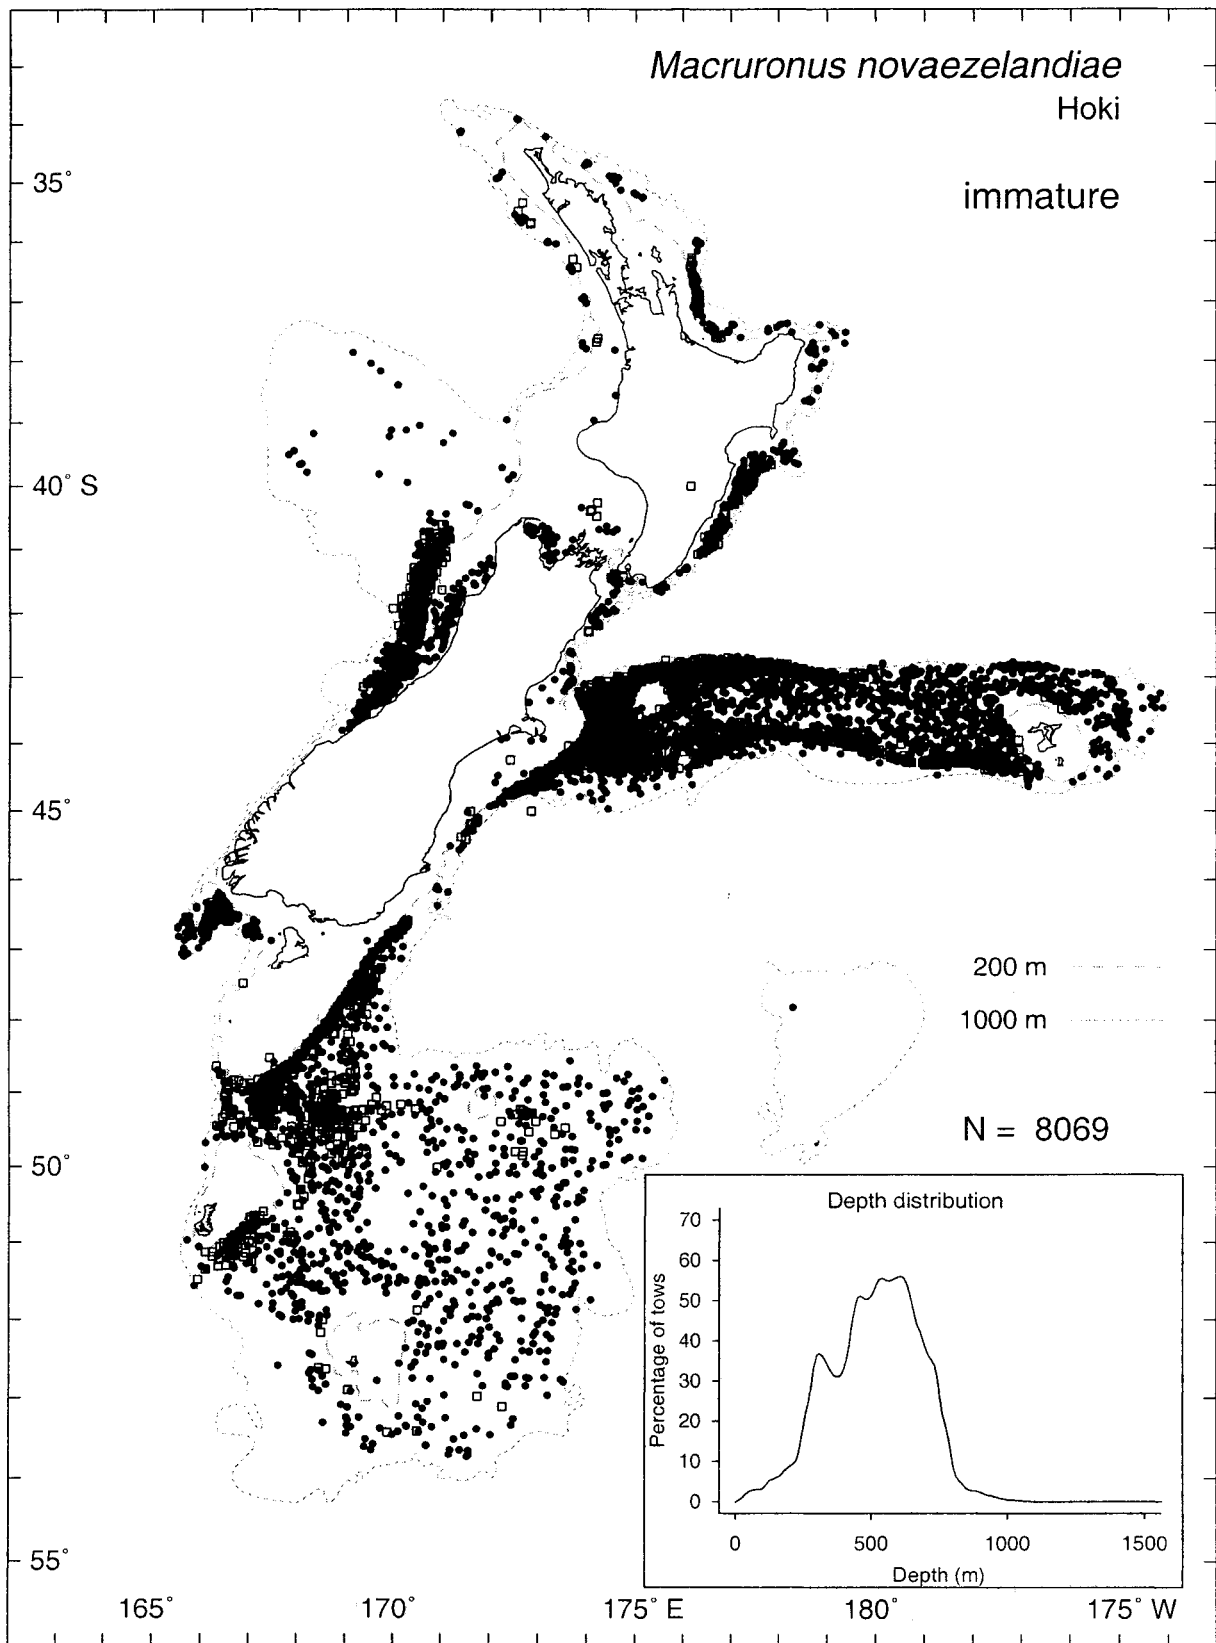 Macruronus novaezelandiae
Hoki
immature
35°
40° S
45°
50°
55°
200 m
1000 m
N = 8069
Depth distribution
Percentage of tows
70
60
50
40
30
20
10
0
0 500 1000 1500
Depth (m)
165° 170° 175° E 180° 175° W